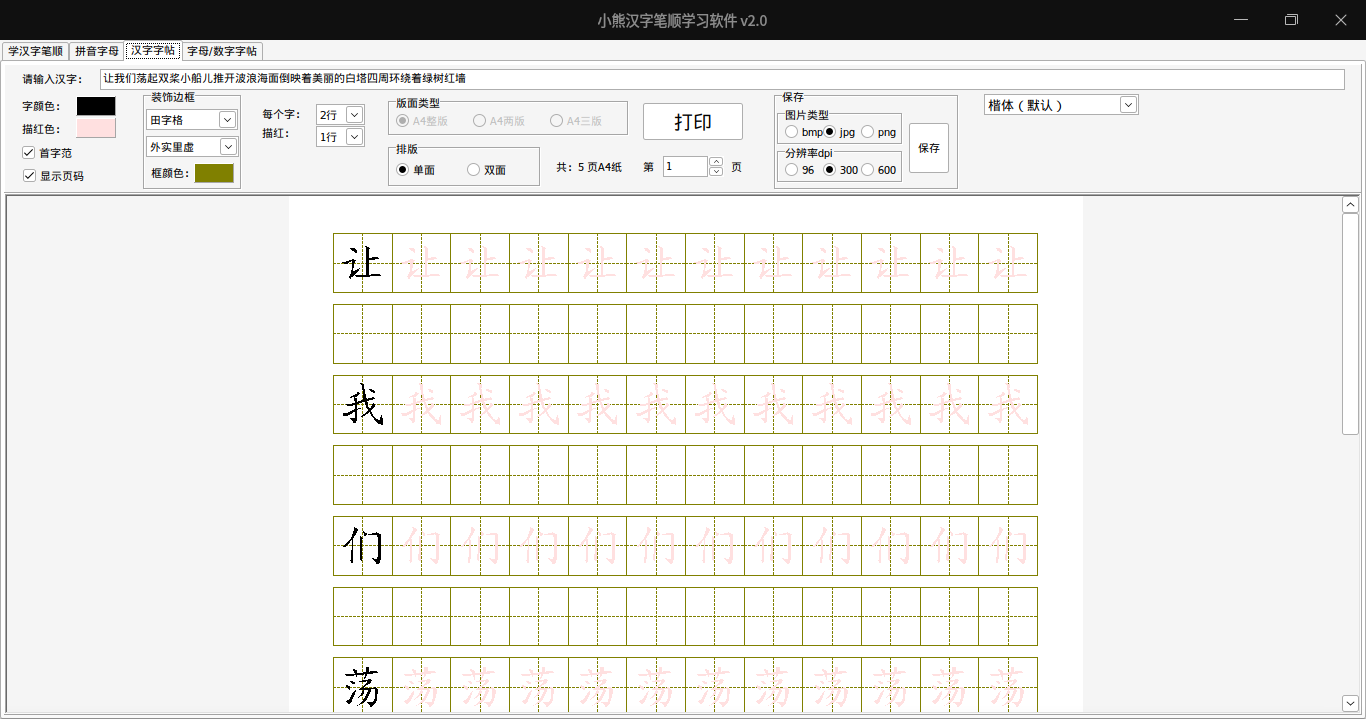 小熊汉字笔顺学习软件 v2.0
学汉字笔顺 拼音字母 汉字字帖 字母/数字字帖
请输入汉字: 让我们荡起双桨小船儿推开波浪海面倒映着美丽的白塔四周环绕着绿树红墙
字颜色:
描红色:
首字范
显示页码
装饰边框
田字格
外实里虚
框颜色:
每个字: 2行
描红: 1行
版面类型
A4整版 A4两版 A4三版
排版
单面 双面
打印
共: 5 页A4纸 第 1 页
保存
图片类型
bmp jpg png
分辨率dpi
96 300 600
保存
楷体（默认）
让 让 让 让 让 让 让 让 让 让 让 让
我 我 我 我 我 我 我 我 我 我 我 我
们 们 们 们 们 们 们 们 们 们 们 们
荡 荡 荡 荡 荡 荡 荡 荡 荡 荡 荡 荡